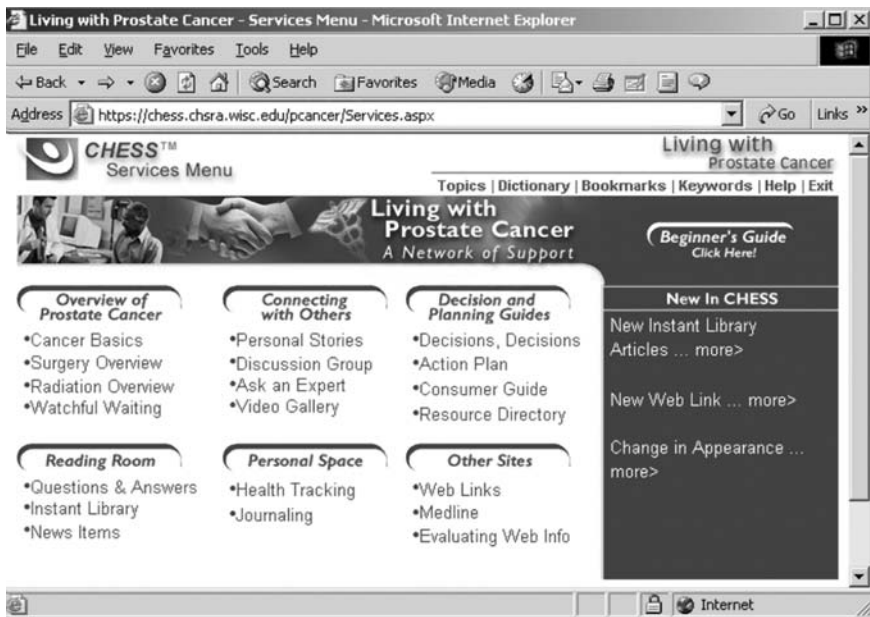 Living with Prostate Cancer - Services Menu - Microsoft Internet Explorer
File Edit View Favorites Tools Help
Back Search Favorites Media
Address https://chess.chsra.wisc.edu/pcancer/Services.aspx Go Links »
CHESS™
Services Menu
Living with
Prostate Cancer
Topics | Dictionary | Bookmarks | Keywords | Help | Exit
Living with
Prostate Cancer
A Network of Support
Beginner's Guide
Click Here!
Overview of
Prostate Cancer
•Cancer Basics
•Surgery Overview
•Radiation Overview
•Watchful Waiting
Connecting
with Others
•Personal Stories
•Discussion Group
•Ask an Expert
•Video Gallery
Decision and
Planning Guides
•Decisions, Decisions
•Action Plan
•Consumer Guide
•Resource Directory
Reading Room
•Questions & Answers
•Instant Library
•News Items
Personal Space
•Health Tracking
•Journaling
Other Sites
•Web Links
•Medline
•Evaluating Web Info
New In CHESS
New Instant Library
Articles ... more>
New Web Link ... more>
Change in Appearance ...
more>
Internet